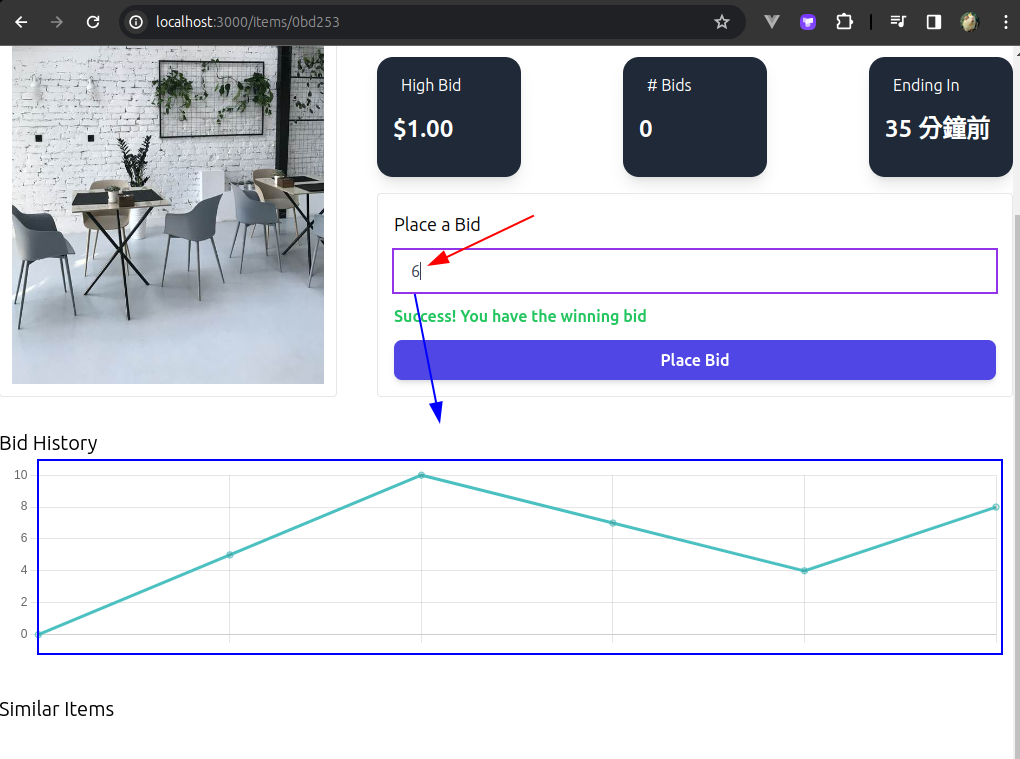 localhost:3000/items/0bd253
High Bid
$1.00
# Bids
0
Ending In
35 分鐘前
Place a Bid
6
Success! You have the winning bid
Place Bid
Bid History
10
8
6
4
2
0
Similar Items